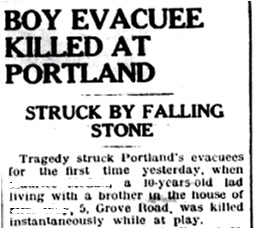 BOY EVACUEE
KILLED AT
PORTLAND
STRUCK BY FALLING
STONE
Tragedy struck Portland's evacuees
for the first time yesterday, when
a 10-years-old lad
living with a brother in the house of
5, Grove Road, was killed
instantaneously while at play.